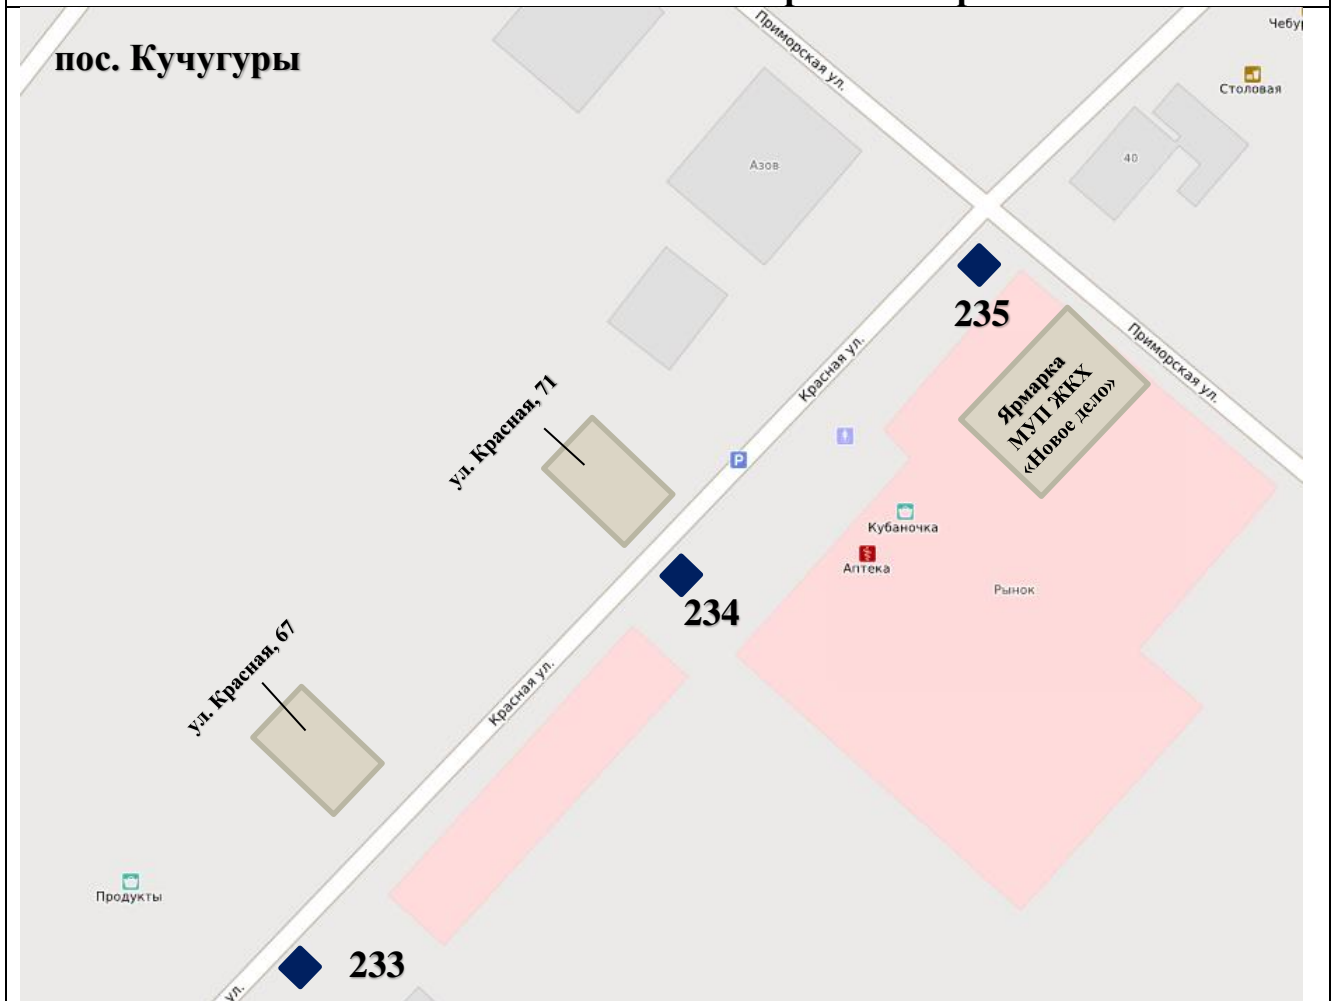 пос. Кучугуры
Приморская ул.
Чебу
Столовая
40
Азов
235
Приморская ул.
Красная ул.
Ярмарка
МУП ЖКХ
«Новое дело»
ул. Красная, 71
P
Кубаночка
Аптека
Рынок
234
ул. Красная, 67
Красная ул.
Продукты
233
ул.